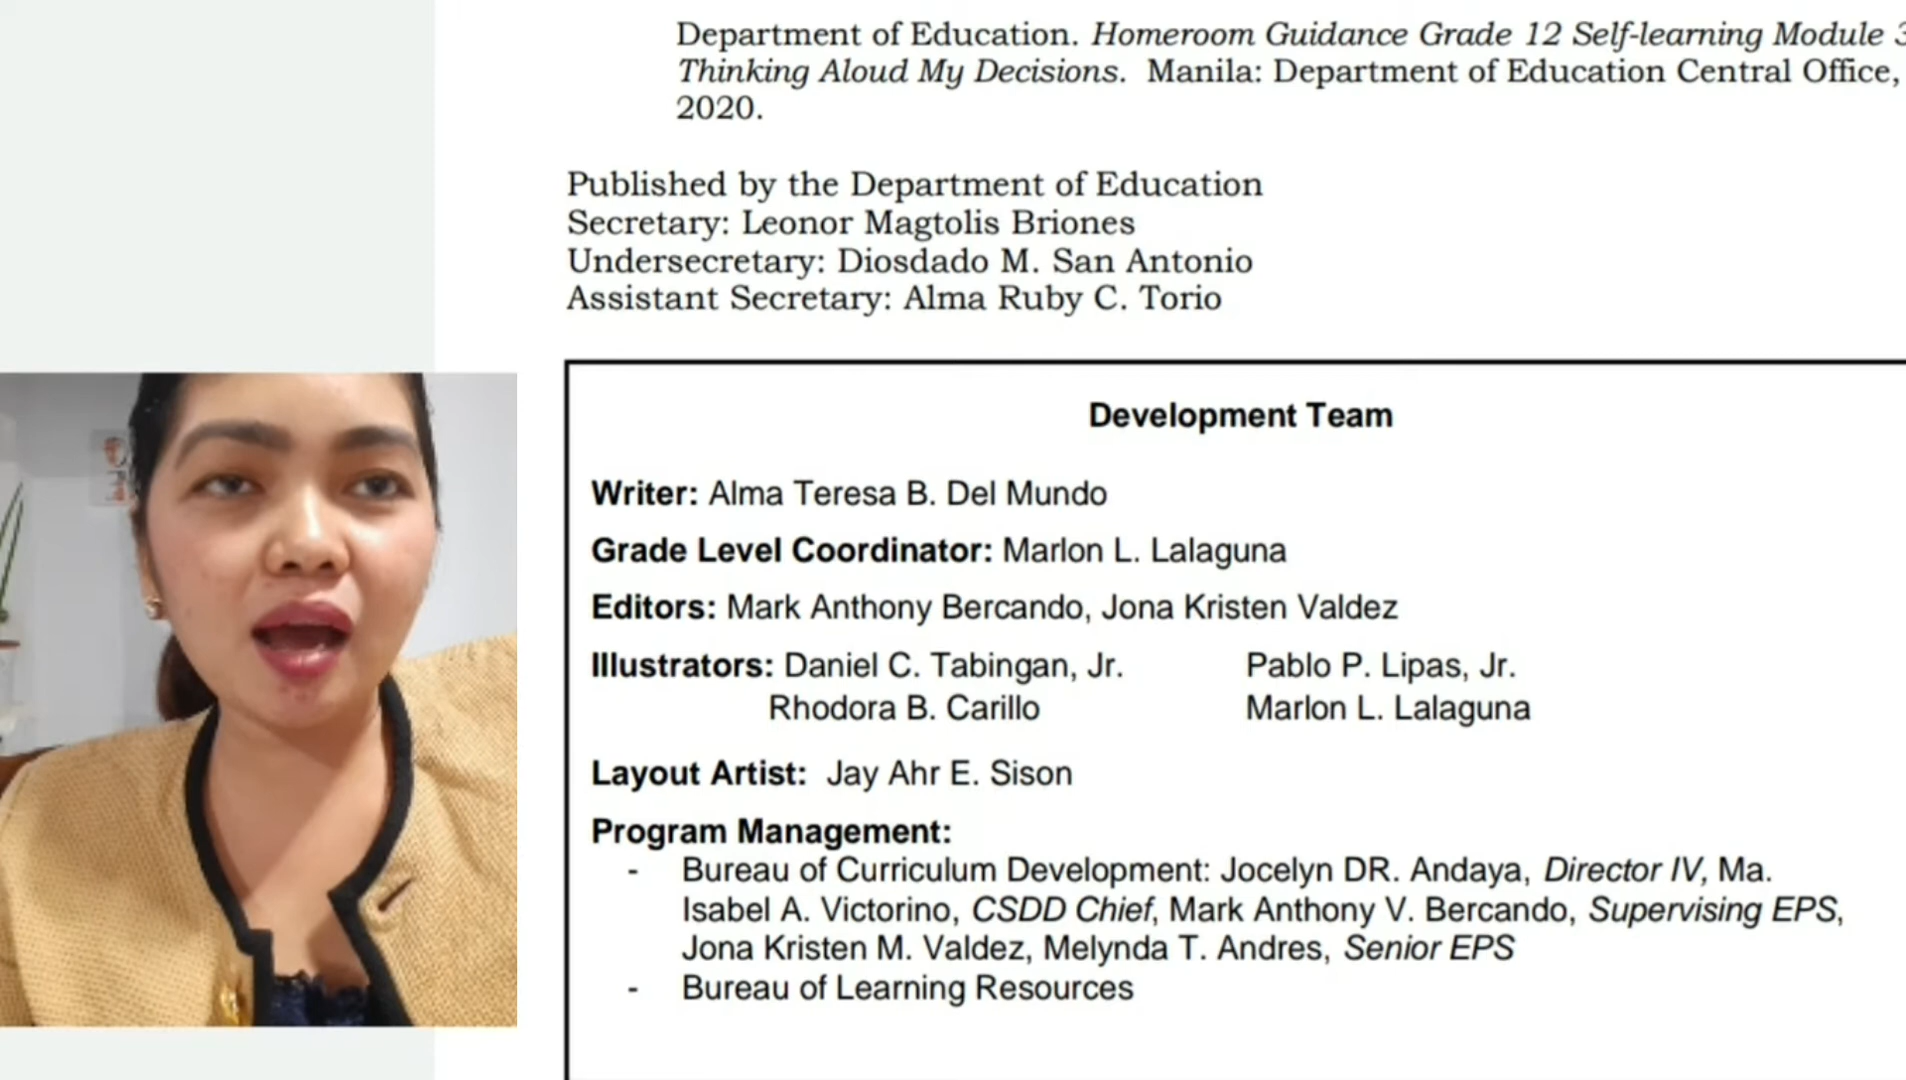 Department of Education. Homeroom Guidance Grade 12 Self-learning Module 3
Thinking Aloud My Decisions. Manila: Department of Education Central Office,
2020.
Published by the Department of Education
Secretary: Leonor Magtolis Briones
Undersecretary: Diosdado M. San Antonio
Assistant Secretary: Alma Ruby C. Torio
Development Team
Writer: Alma Teresa B. Del Mundo
Grade Level Coordinator: Marlon L. Lalaguna
Editors: Mark Anthony Bercando, Jona Kristen Valdez
Illustrators: Daniel C. Tabingan, Jr. Pablo P. Lipas, Jr.
Rhodora B. Carillo Marlon L. Lalaguna
Layout Artist: Jay Ahr E. Sison
Program Management:
- Bureau of Curriculum Development: Jocelyn DR. Andaya, Director IV, Ma.
Isabel A. Victorino, CSDD Chief, Mark Anthony V. Bercando, Supervising EPS,
Jona Kristen M. Valdez, Melynda T. Andres, Senior EPS
- Bureau of Learning Resources